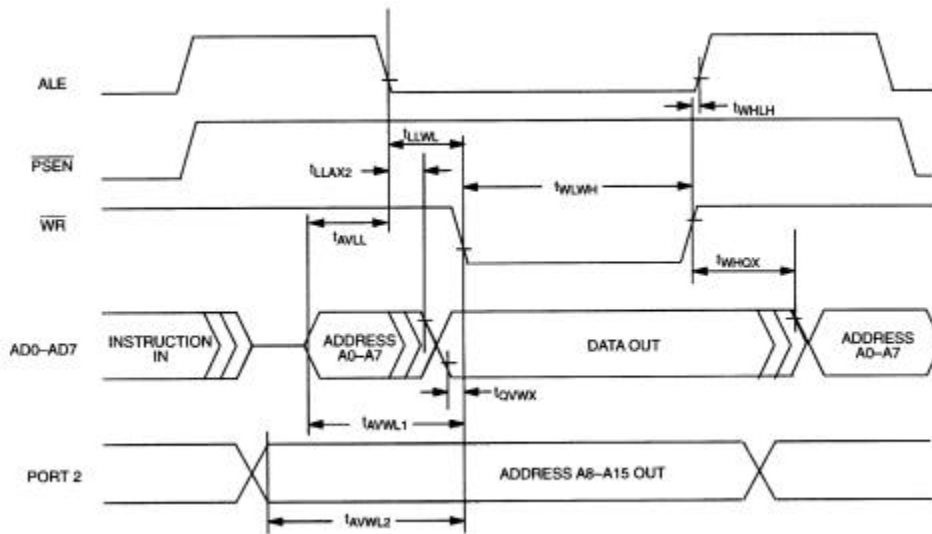 ALE
tWHLH
tLLWL
PSEN
tLLAX2
tWLWH
WR
tAVLL
tWHQX
AD0–AD7
INSTRUCTION
IN
ADDRESS
A0–A7
DATA OUT
ADDRESS
A0–A7
tQVWX
tAVWL1
PORT 2
ADDRESS A8–A15 OUT
tAVWL2